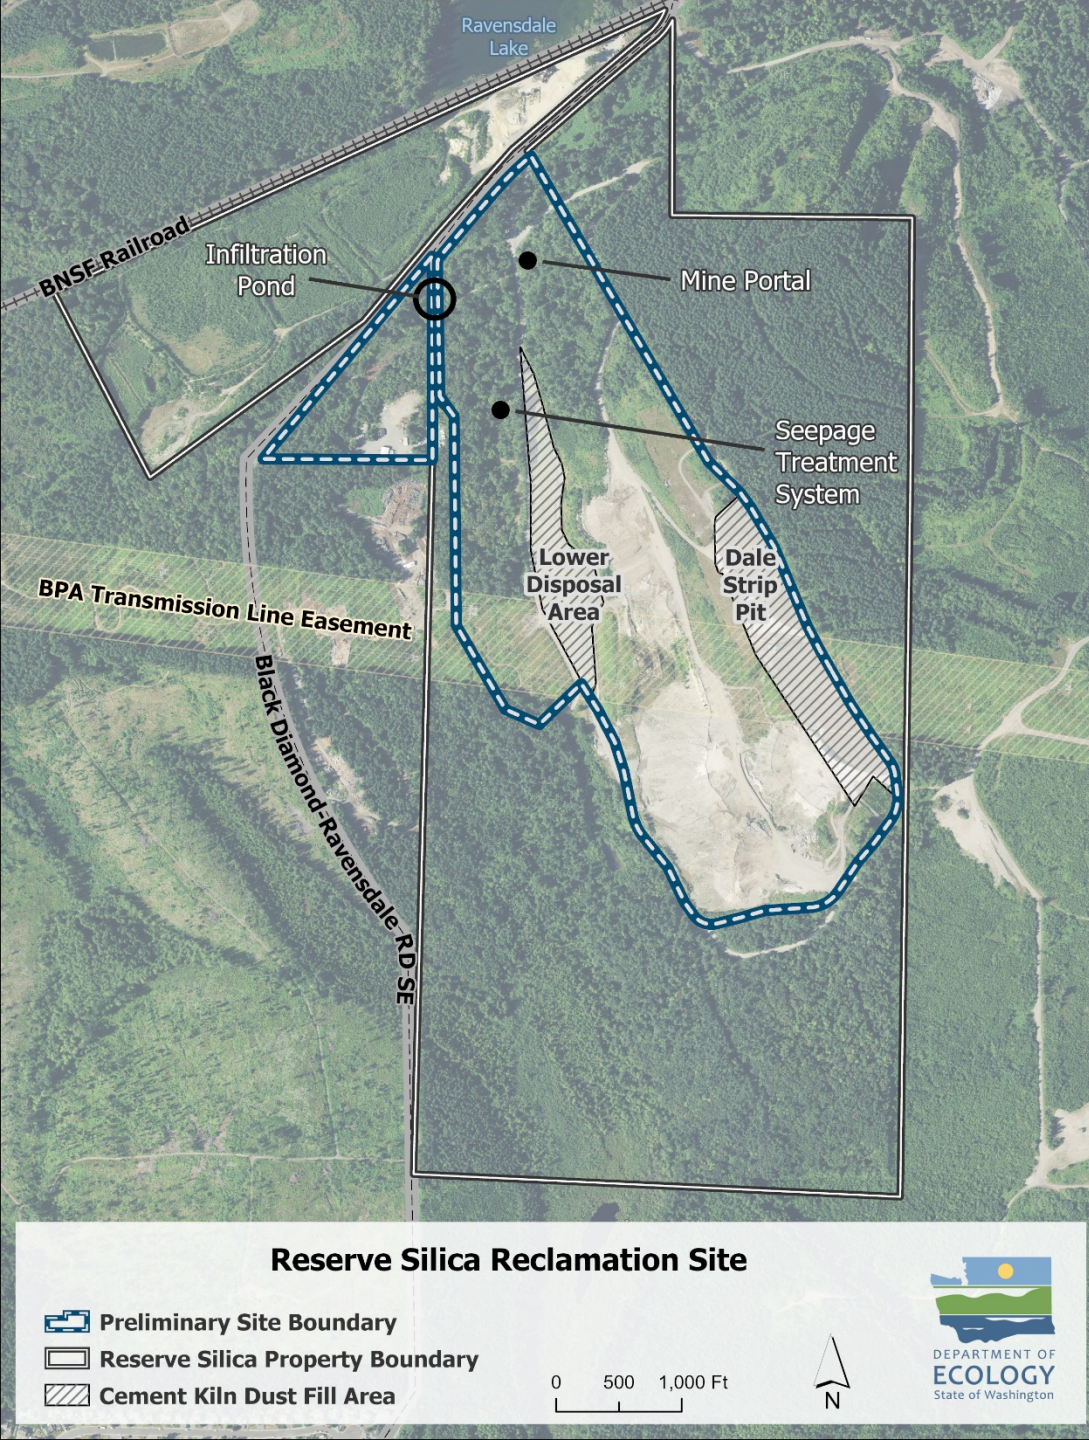 Ravensdale
Lake
BNSF Railroad
Infiltration
Pond
Mine Portal
Seepage
Treatment
System
Lower
Disposal
Area
Dale
Strip
Pit
BPA Transmission Line Easement
Black Diamond-Ravensdale RD SE
Reserve Silica Reclamation Site
Preliminary Site Boundary
Reserve Silica Property Boundary
Cement Kiln Dust Fill Area
0 500 1,000 Ft
N
DEPARTMENT OF
ECOLOGY
State of Washington